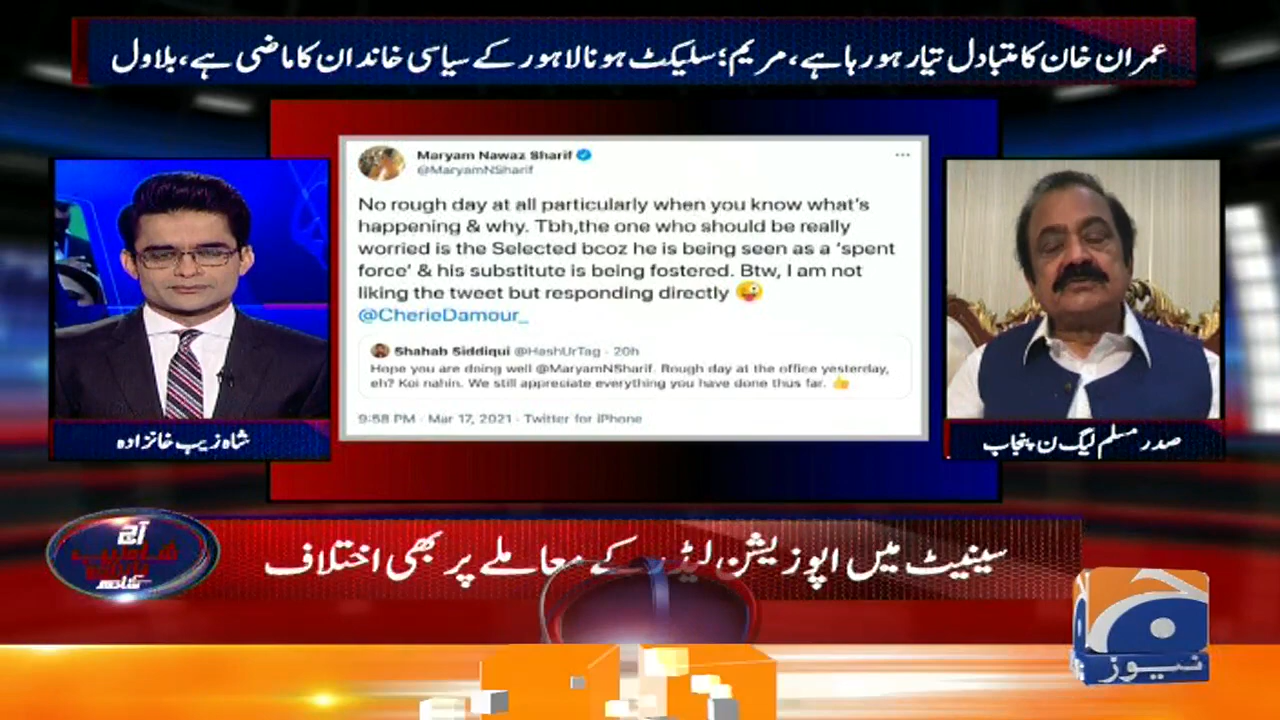 عمران خان کا متبادل تیار ہو رہا ہے، مریم؛ سلیکٹ ہونا لاہور کے سیاسی خاندان کا ماضی ہے، بلاول
Maryam Nawaz Sharif
@MaryamNSharif
No rough day at all particularly when you know what's
happening & why. Tbh,the one who should be really
worried is the Selected bcoz he is being seen as a 'spent
force' & his substitute is being fostered. Btw, I am not
liking the tweet but responding directly 😜
@CherieDamour_
Shahab Siddiqui @HashUrTag · 20h
Hope you are doing well @MaryamNSharif. Rough day at the office yesterday,
eh? Koi nahin. We still appreciate everything you have done thus far. 👍
9:58 PM · Mar 17, 2021 · Twitter for iPhone
شاہ زیب خانزادہ
صدر مسلم لیگ ن پنجاب
آج
شاہزیب
کے ساتھ
سینیٹ میں اپوزیشن لیڈر کے معاملے پر بھی اختلاف
نیوز